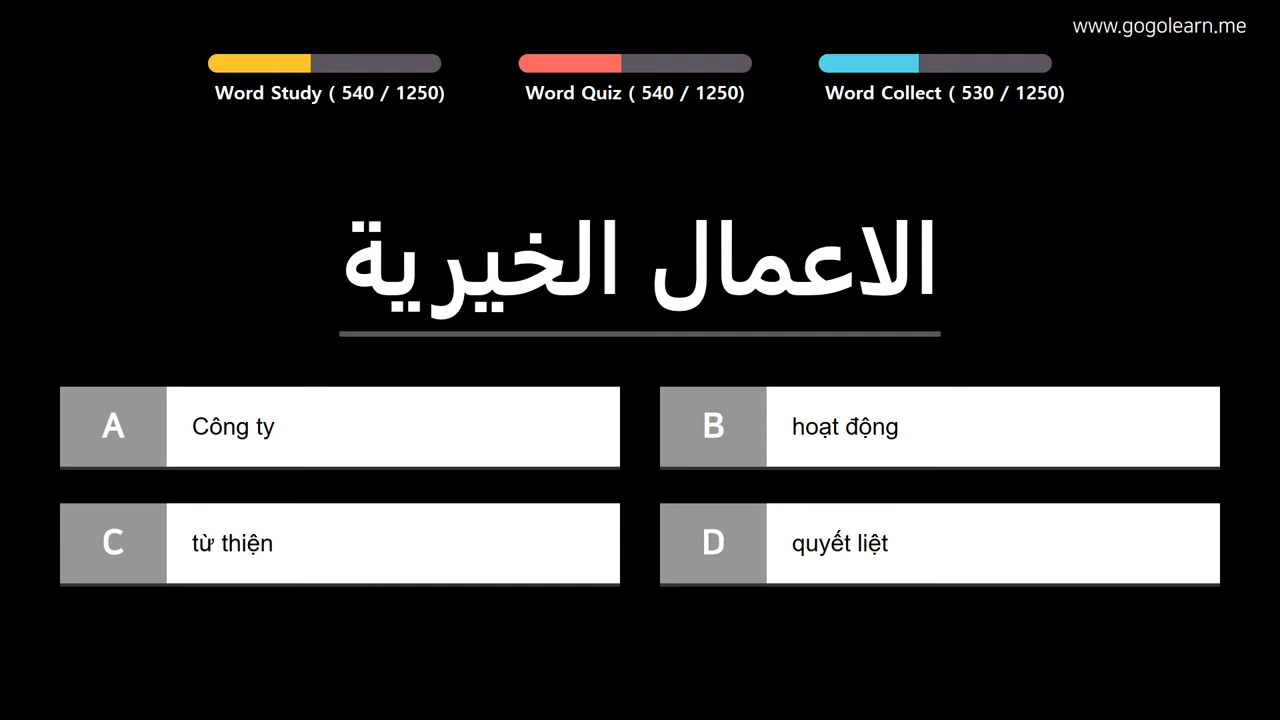 www.gogolearn.me
Word Study ( 540 / 1250)
Word Quiz ( 540 / 1250)
Word Collect ( 530 / 1250)
الاعمال الخيرية
A Công ty
B hoạt động
C từ thiện
D quyết liệt